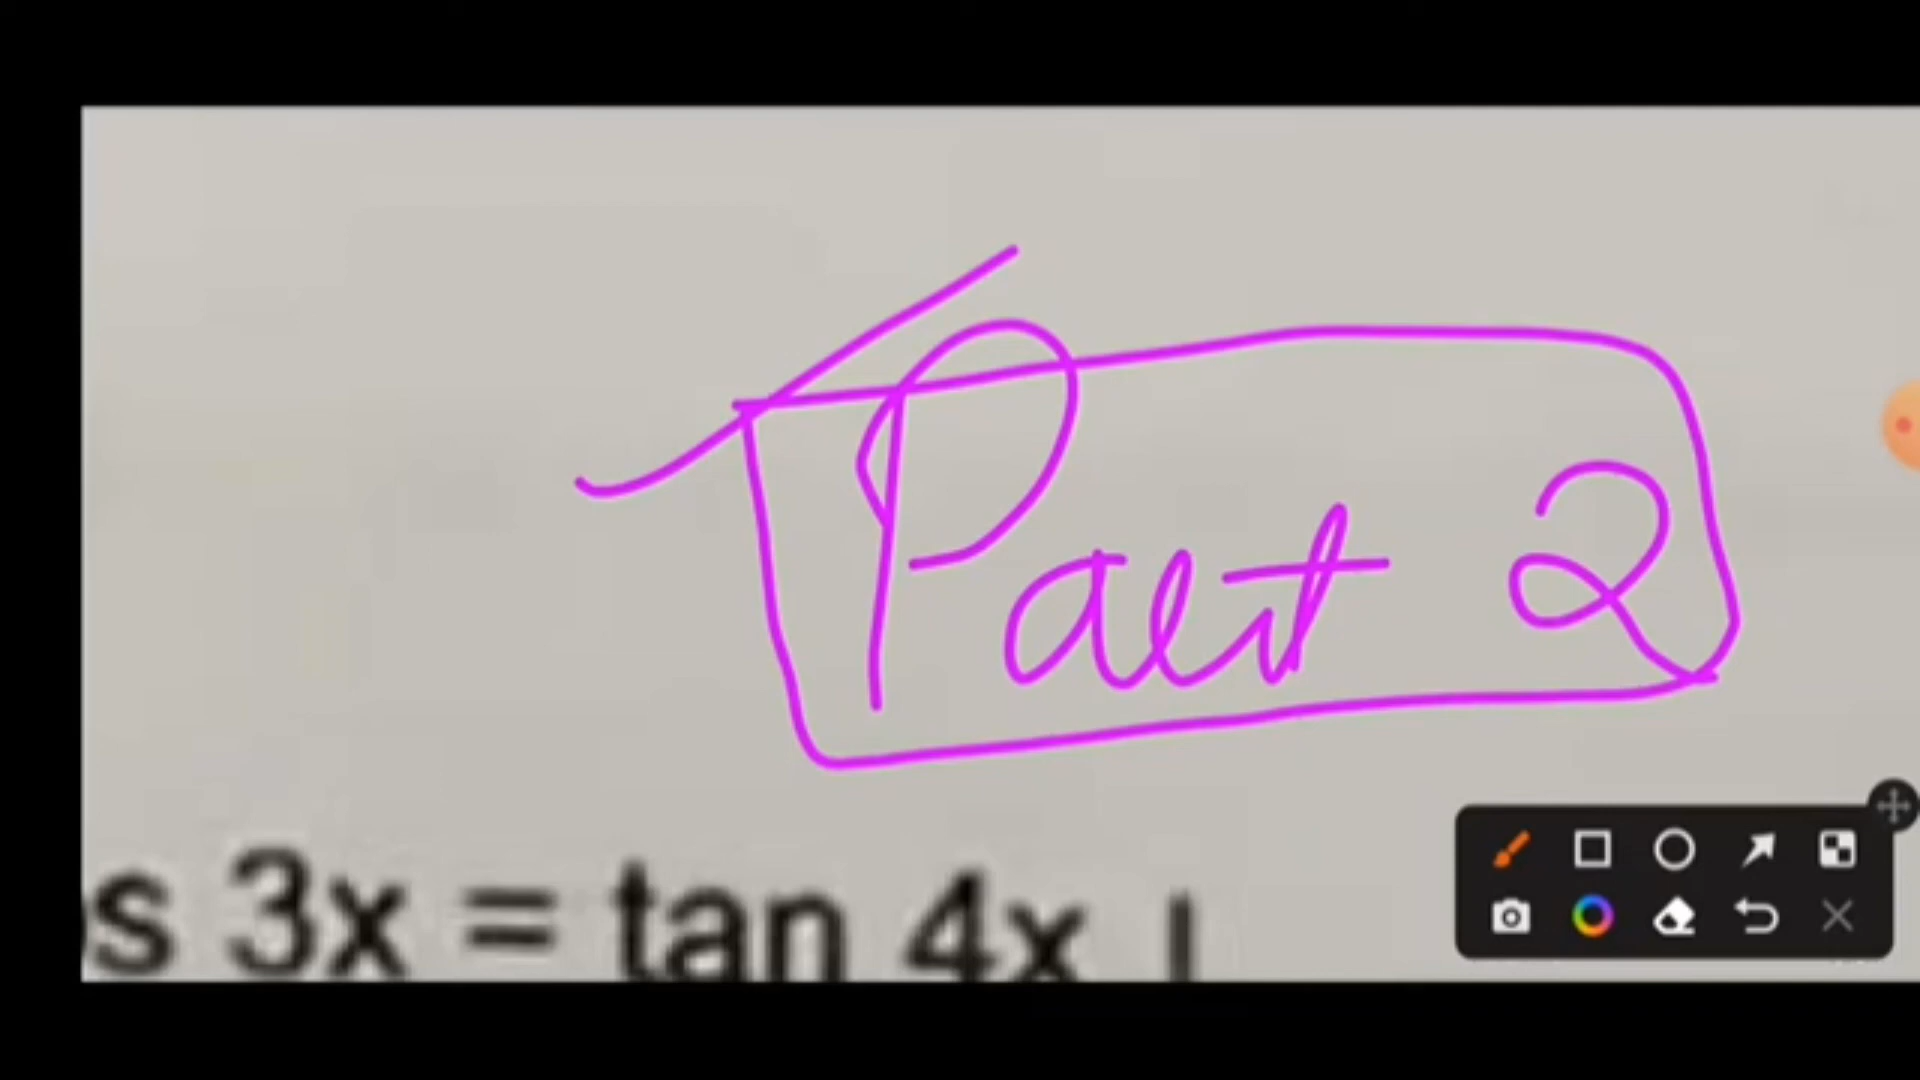 Part 2
s 3x = tan 4x